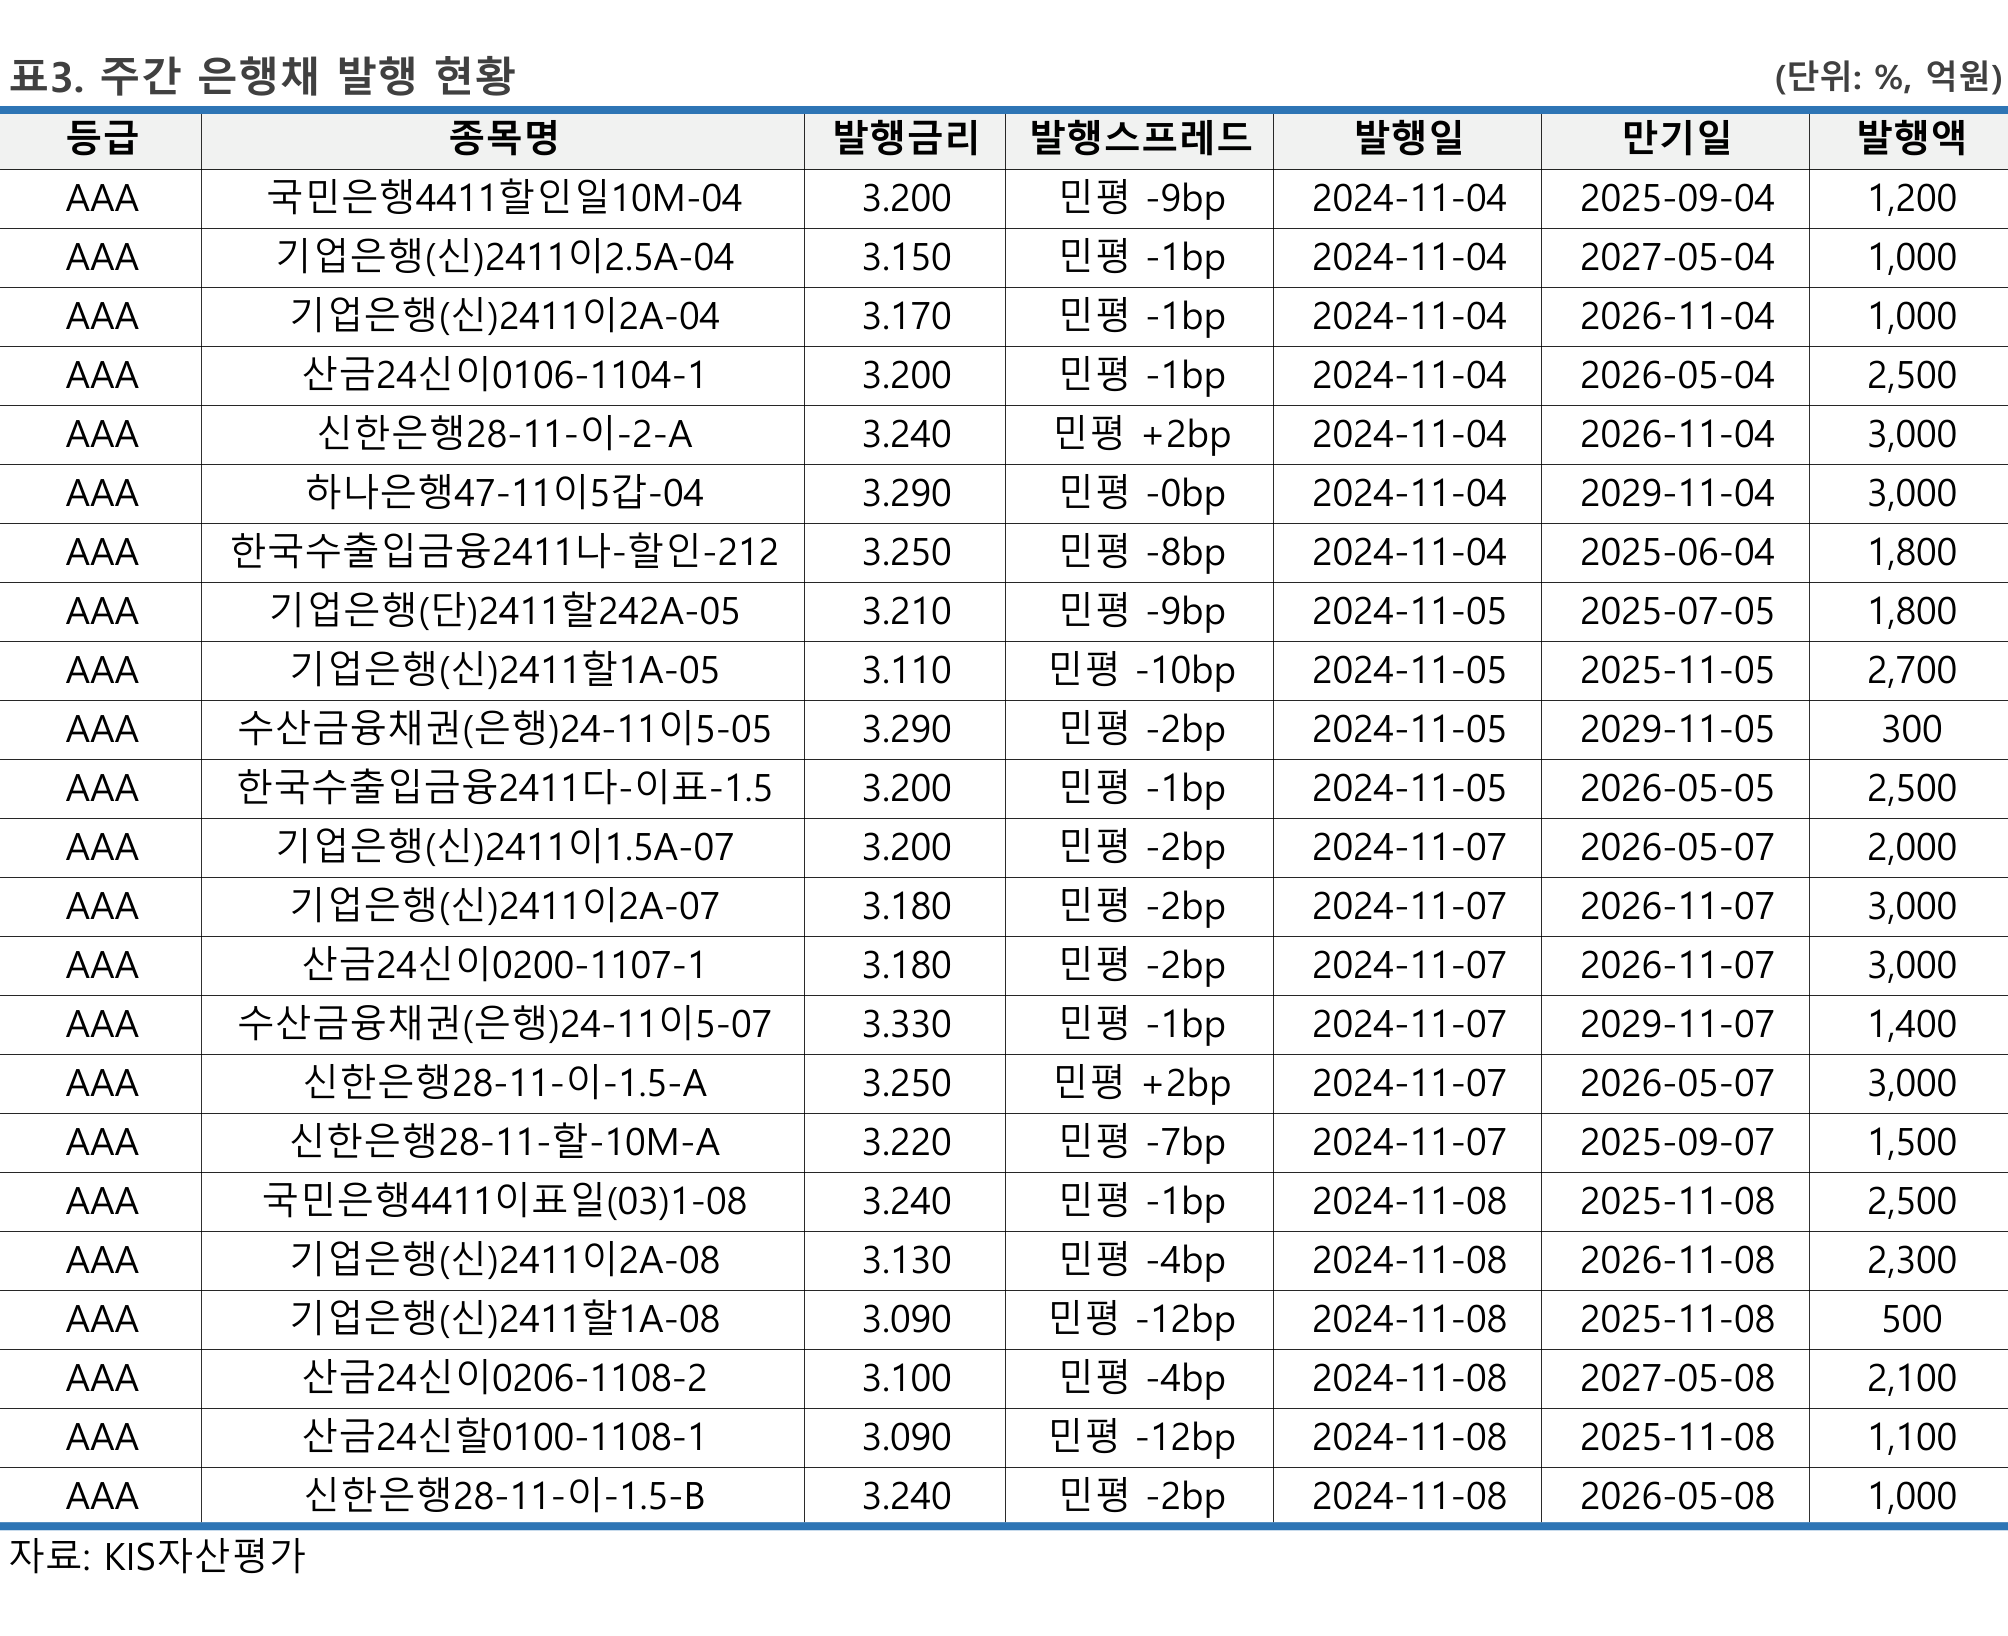 표3. 주간 은행채 발행 현황 (단위: %, 억원)
등급 종목명 발행금리 발행스프레드 발행일 만기일 발행액
AAA 국민은행4411할인일10M-04 3.200 민평 -9bp 2024-11-04 2025-09-04 1,200
AAA 기업은행(신)2411이2.5A-04 3.150 민평 -1bp 2024-11-04 2027-05-04 1,000
AAA 기업은행(신)2411이2A-04 3.170 민평 -1bp 2024-11-04 2026-11-04 1,000
AAA 산금24신이0106-1104-1 3.200 민평 -1bp 2024-11-04 2026-05-04 2,500
AAA 신한은행28-11-이-2-A 3.240 민평 +2bp 2024-11-04 2026-11-04 3,000
AAA 하나은행47-11이5갑-04 3.290 민평 -0bp 2024-11-04 2029-11-04 3,000
AAA 한국수출입금융2411나-할인-212 3.250 민평 -8bp 2024-11-04 2025-06-04 1,800
AAA 기업은행(단)2411할242A-05 3.210 민평 -9bp 2024-11-05 2025-07-05 1,800
AAA 기업은행(신)2411할1A-05 3.110 민평 -10bp 2024-11-05 2025-11-05 2,700
AAA 수산금융채권(은행)24-11이5-05 3.290 민평 -2bp 2024-11-05 2029-11-05 300
AAA 한국수출입금융2411다-이표-1.5 3.200 민평 -1bp 2024-11-05 2026-05-05 2,500
AAA 기업은행(신)2411이1.5A-07 3.200 민평 -2bp 2024-11-07 2026-05-07 2,000
AAA 기업은행(신)2411이2A-07 3.180 민평 -2bp 2024-11-07 2026-11-07 3,000
AAA 산금24신이0200-1107-1 3.180 민평 -2bp 2024-11-07 2026-11-07 3,000
AAA 수산금융채권(은행)24-11이5-07 3.330 민평 -1bp 2024-11-07 2029-11-07 1,400
AAA 신한은행28-11-이-1.5-A 3.250 민평 +2bp 2024-11-07 2026-05-07 3,000
AAA 신한은행28-11-할-10M-A 3.220 민평 -7bp 2024-11-07 2025-09-07 1,500
AAA 국민은행4411이표일(03)1-08 3.240 민평 -1bp 2024-11-08 2025-11-08 2,500
AAA 기업은행(신)2411이2A-08 3.130 민평 -4bp 2024-11-08 2026-11-08 2,300
AAA 기업은행(신)2411할1A-08 3.090 민평 -12bp 2024-11-08 2025-11-08 500
AAA 산금24신이0206-1108-2 3.100 민평 -4bp 2024-11-08 2027-05-08 2,100
AAA 산금24신할0100-1108-1 3.090 민평 -12bp 2024-11-08 2025-11-08 1,100
AAA 신한은행28-11-이-1.5-B 3.240 민평 -2bp 2024-11-08 2026-05-08 1,000
자료: KIS자산평가